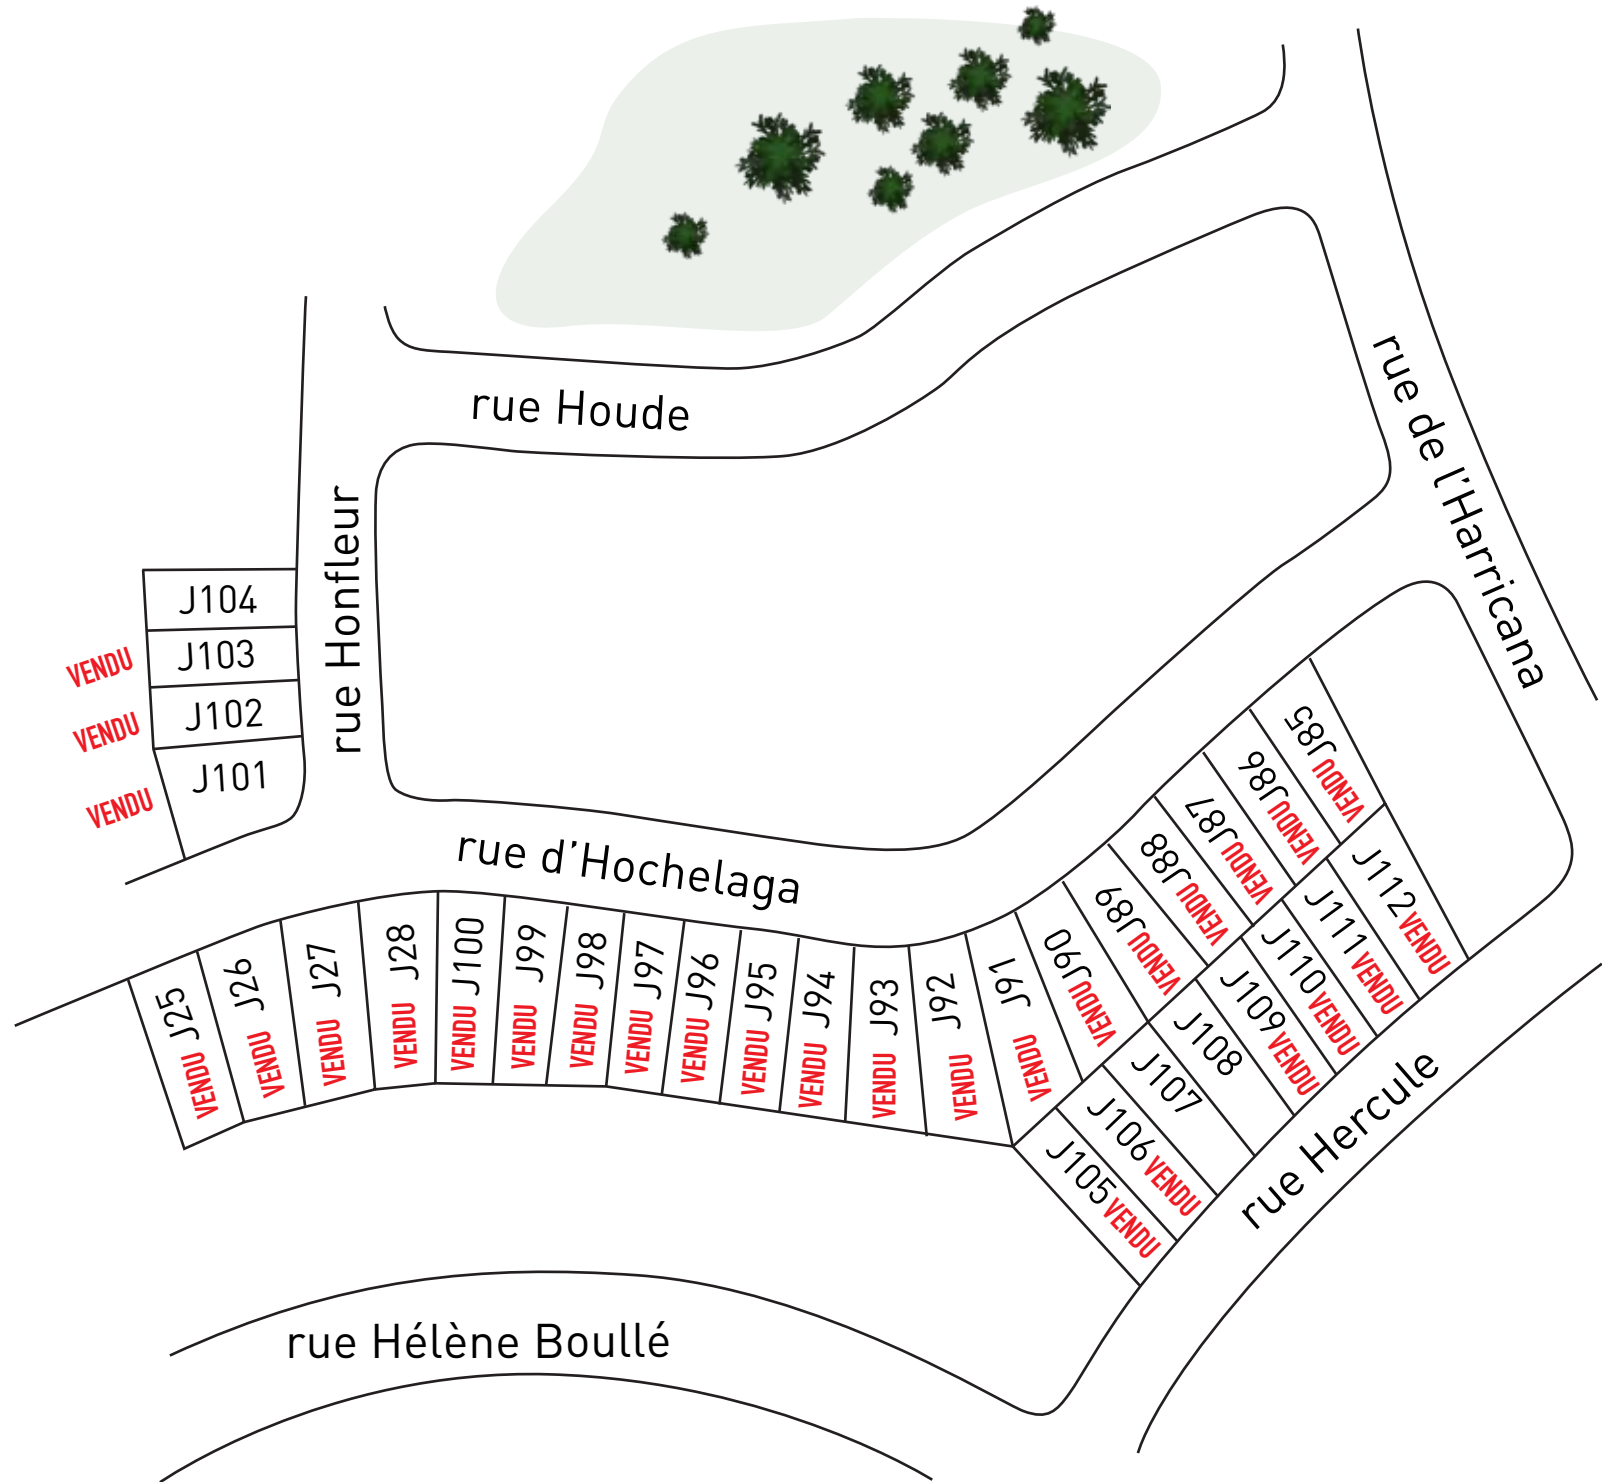 rue Houde
rue de l'Harricana
rue Honfleur
J104
J103
VENDU
J102
VENDU
J101
VENDU
rue d'Hochelaga
J25 VENDU
J26 VENDU
J27 VENDU
J28 VENDU
J100 VENDU
J99 VENDU
J98 VENDU
J97 VENDU
J96 VENDU
J95 VENDU
J94 VENDU
J93 VENDU
J92 VENDU
J91 VENDU
J90 VENDU
J89 VENDU
J88 VENDU
J87 VENDU
J86 VENDU
J85 VENDU
J112 VENDU
J111 VENDU
J110 VENDU
J109 VENDU
J108
J107
J106 VENDU
J105 VENDU
rue Hercule
rue Hélène Boullé